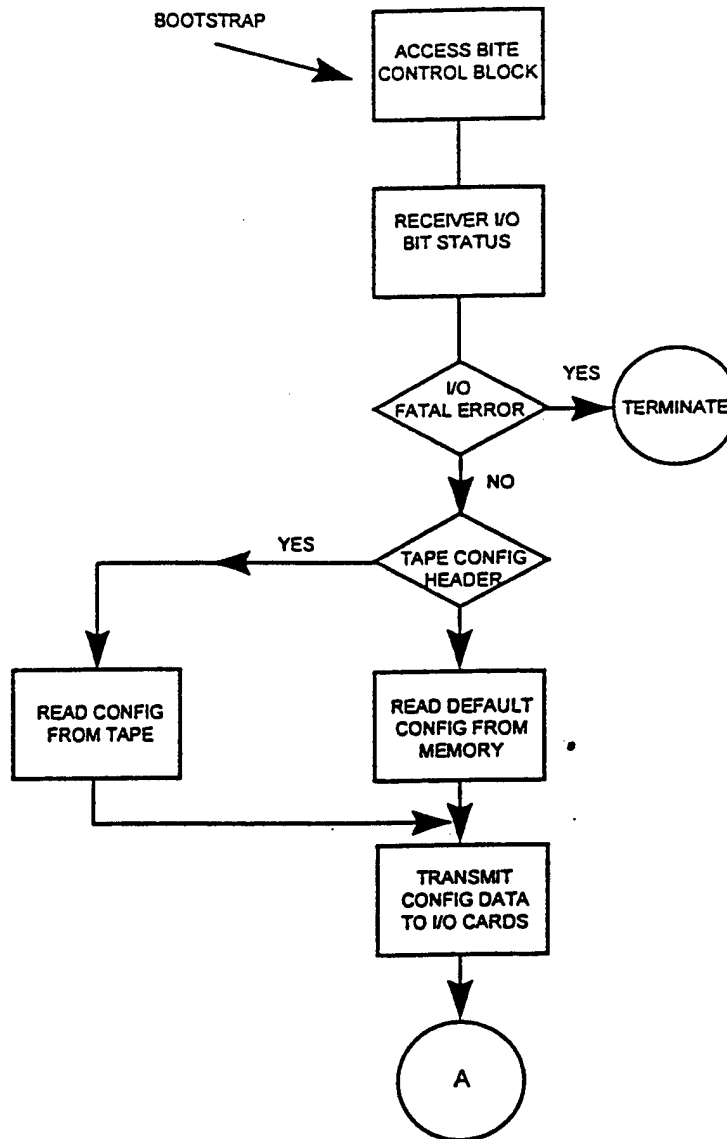 BOOTSTRAP
ACCESS BITE
CONTROL BLOCK
RECEIVER I/O
BIT STATUS
I/O
FATAL ERROR
YES
TERMINATE
NO
YES
TAPE CONFIG
HEADER
READ CONFIG
FROM TAPE
READ DEFAULT
CONFIG FROM
MEMORY
TRANSMIT
CONFIG DATA
TO I/O CARDS
A